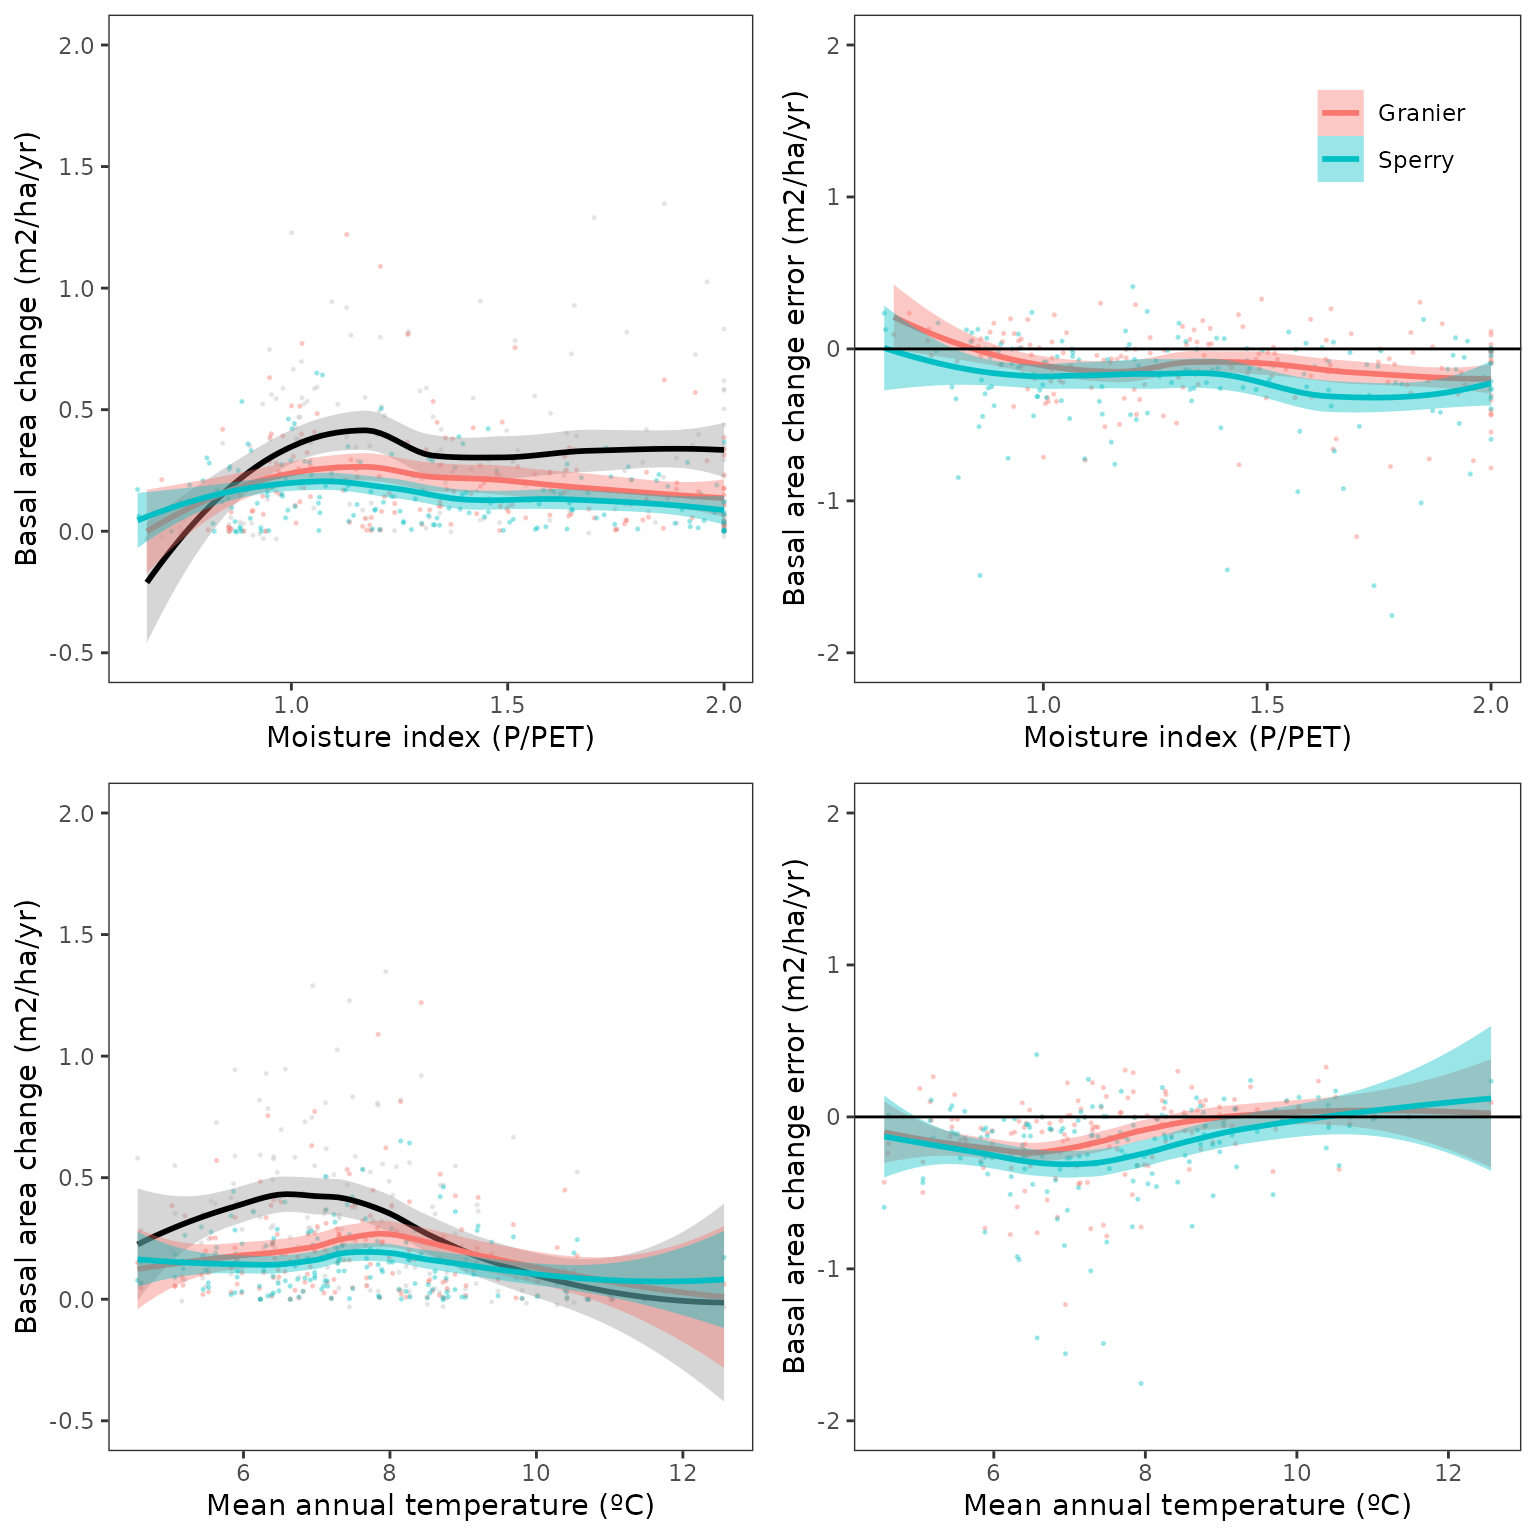 Basal area change (m2/ha/yr)
2.0
1.5
1.0
0.5
0.0
-0.5
1.0 1.5 2.0
Moisture index (P/PET)
Basal area change error (m2/ha/yr)
2
1
0
-1
-2
Granier
Sperry
1.0 1.5 2.0
Moisture index (P/PET)
Basal area change (m2/ha/yr)
2.0
1.5
1.0
0.5
0.0
-0.5
6 8 10 12
Mean annual temperature (ºC)
Basal area change error (m2/ha/yr)
2
1
0
-1
-2
6 8 10 12
Mean annual temperature (ºC)